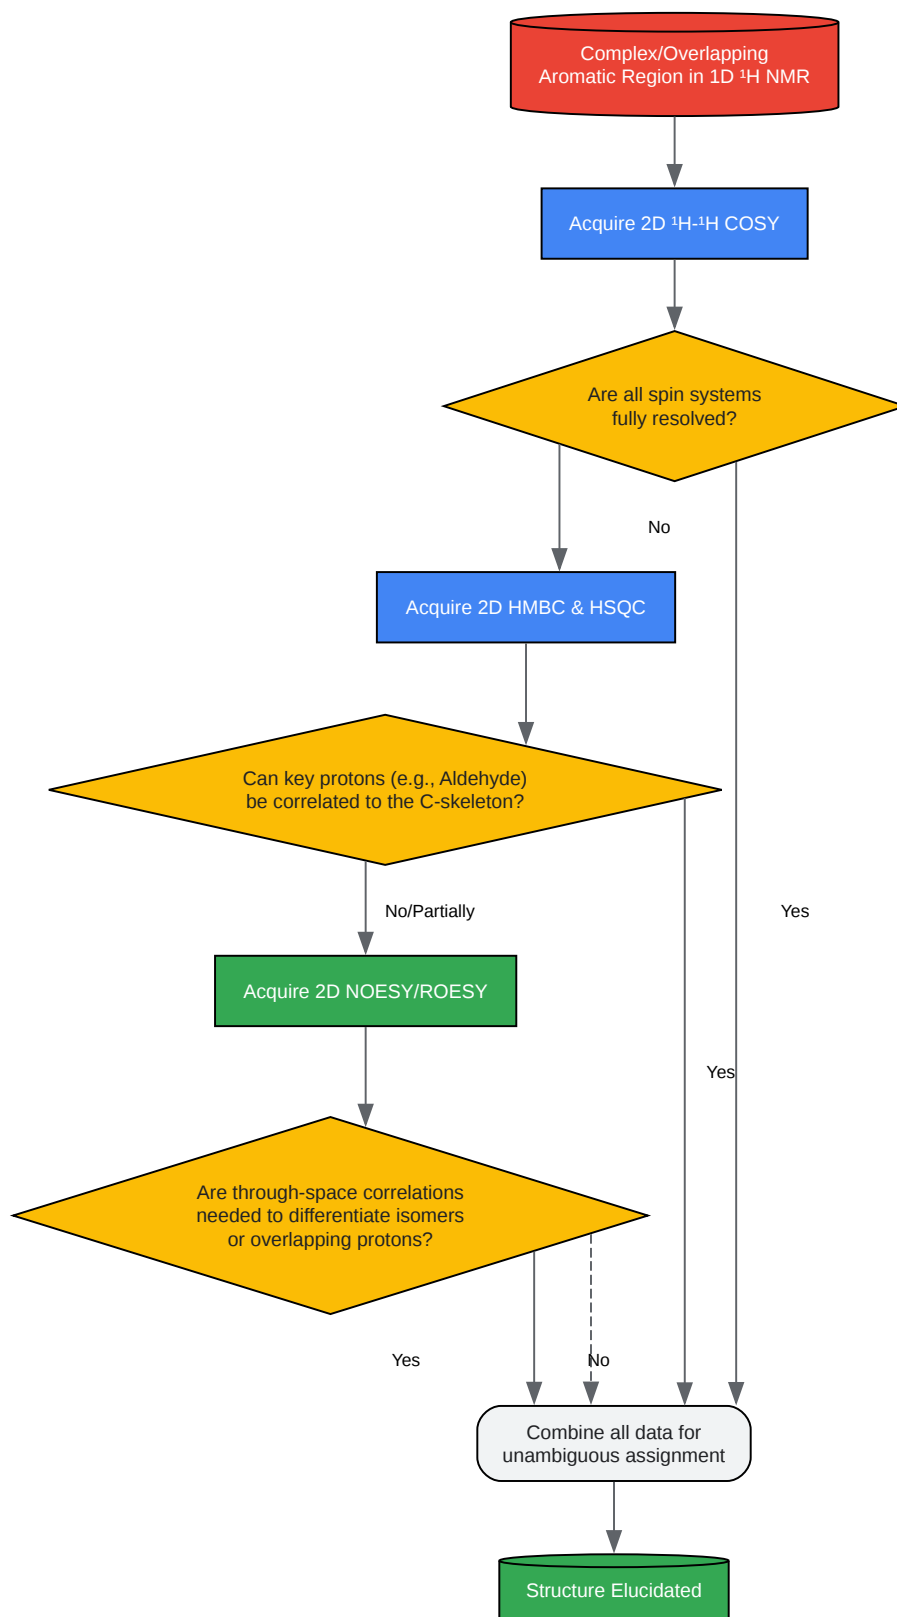 Complex/Overlapping
Aromatic Region in 1D ¹H NMR
Acquire 2D ¹H-¹H COSY
Are all spin systems
fully resolved?
No
Acquire 2D HMBC & HSQC
Can key protons (e.g., Aldehyde)
be correlated to the C-skeleton?
No/Partially
Yes
Acquire 2D NOESY/ROESY
Yes
Are through-space correlations
needed to differentiate isomers
or overlapping protons?
Yes
No
Combine all data for
unambiguous assignment
Structure Elucidated